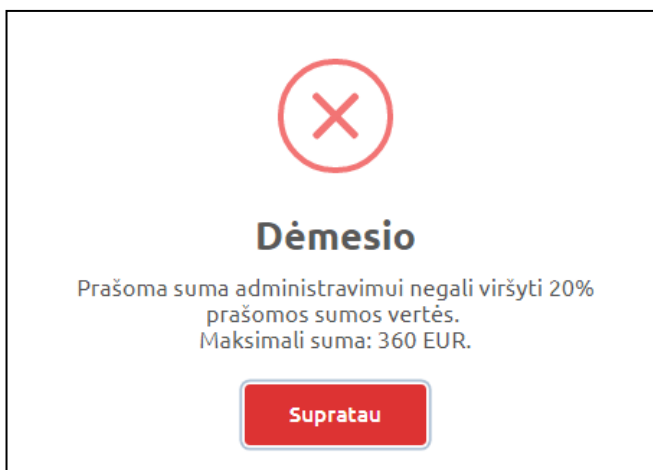 Dėmesio
Prašoma suma administravimui negali viršyti 20%
prašomos sumos vertės.
Maksimali suma: 360 EUR.
Supratau